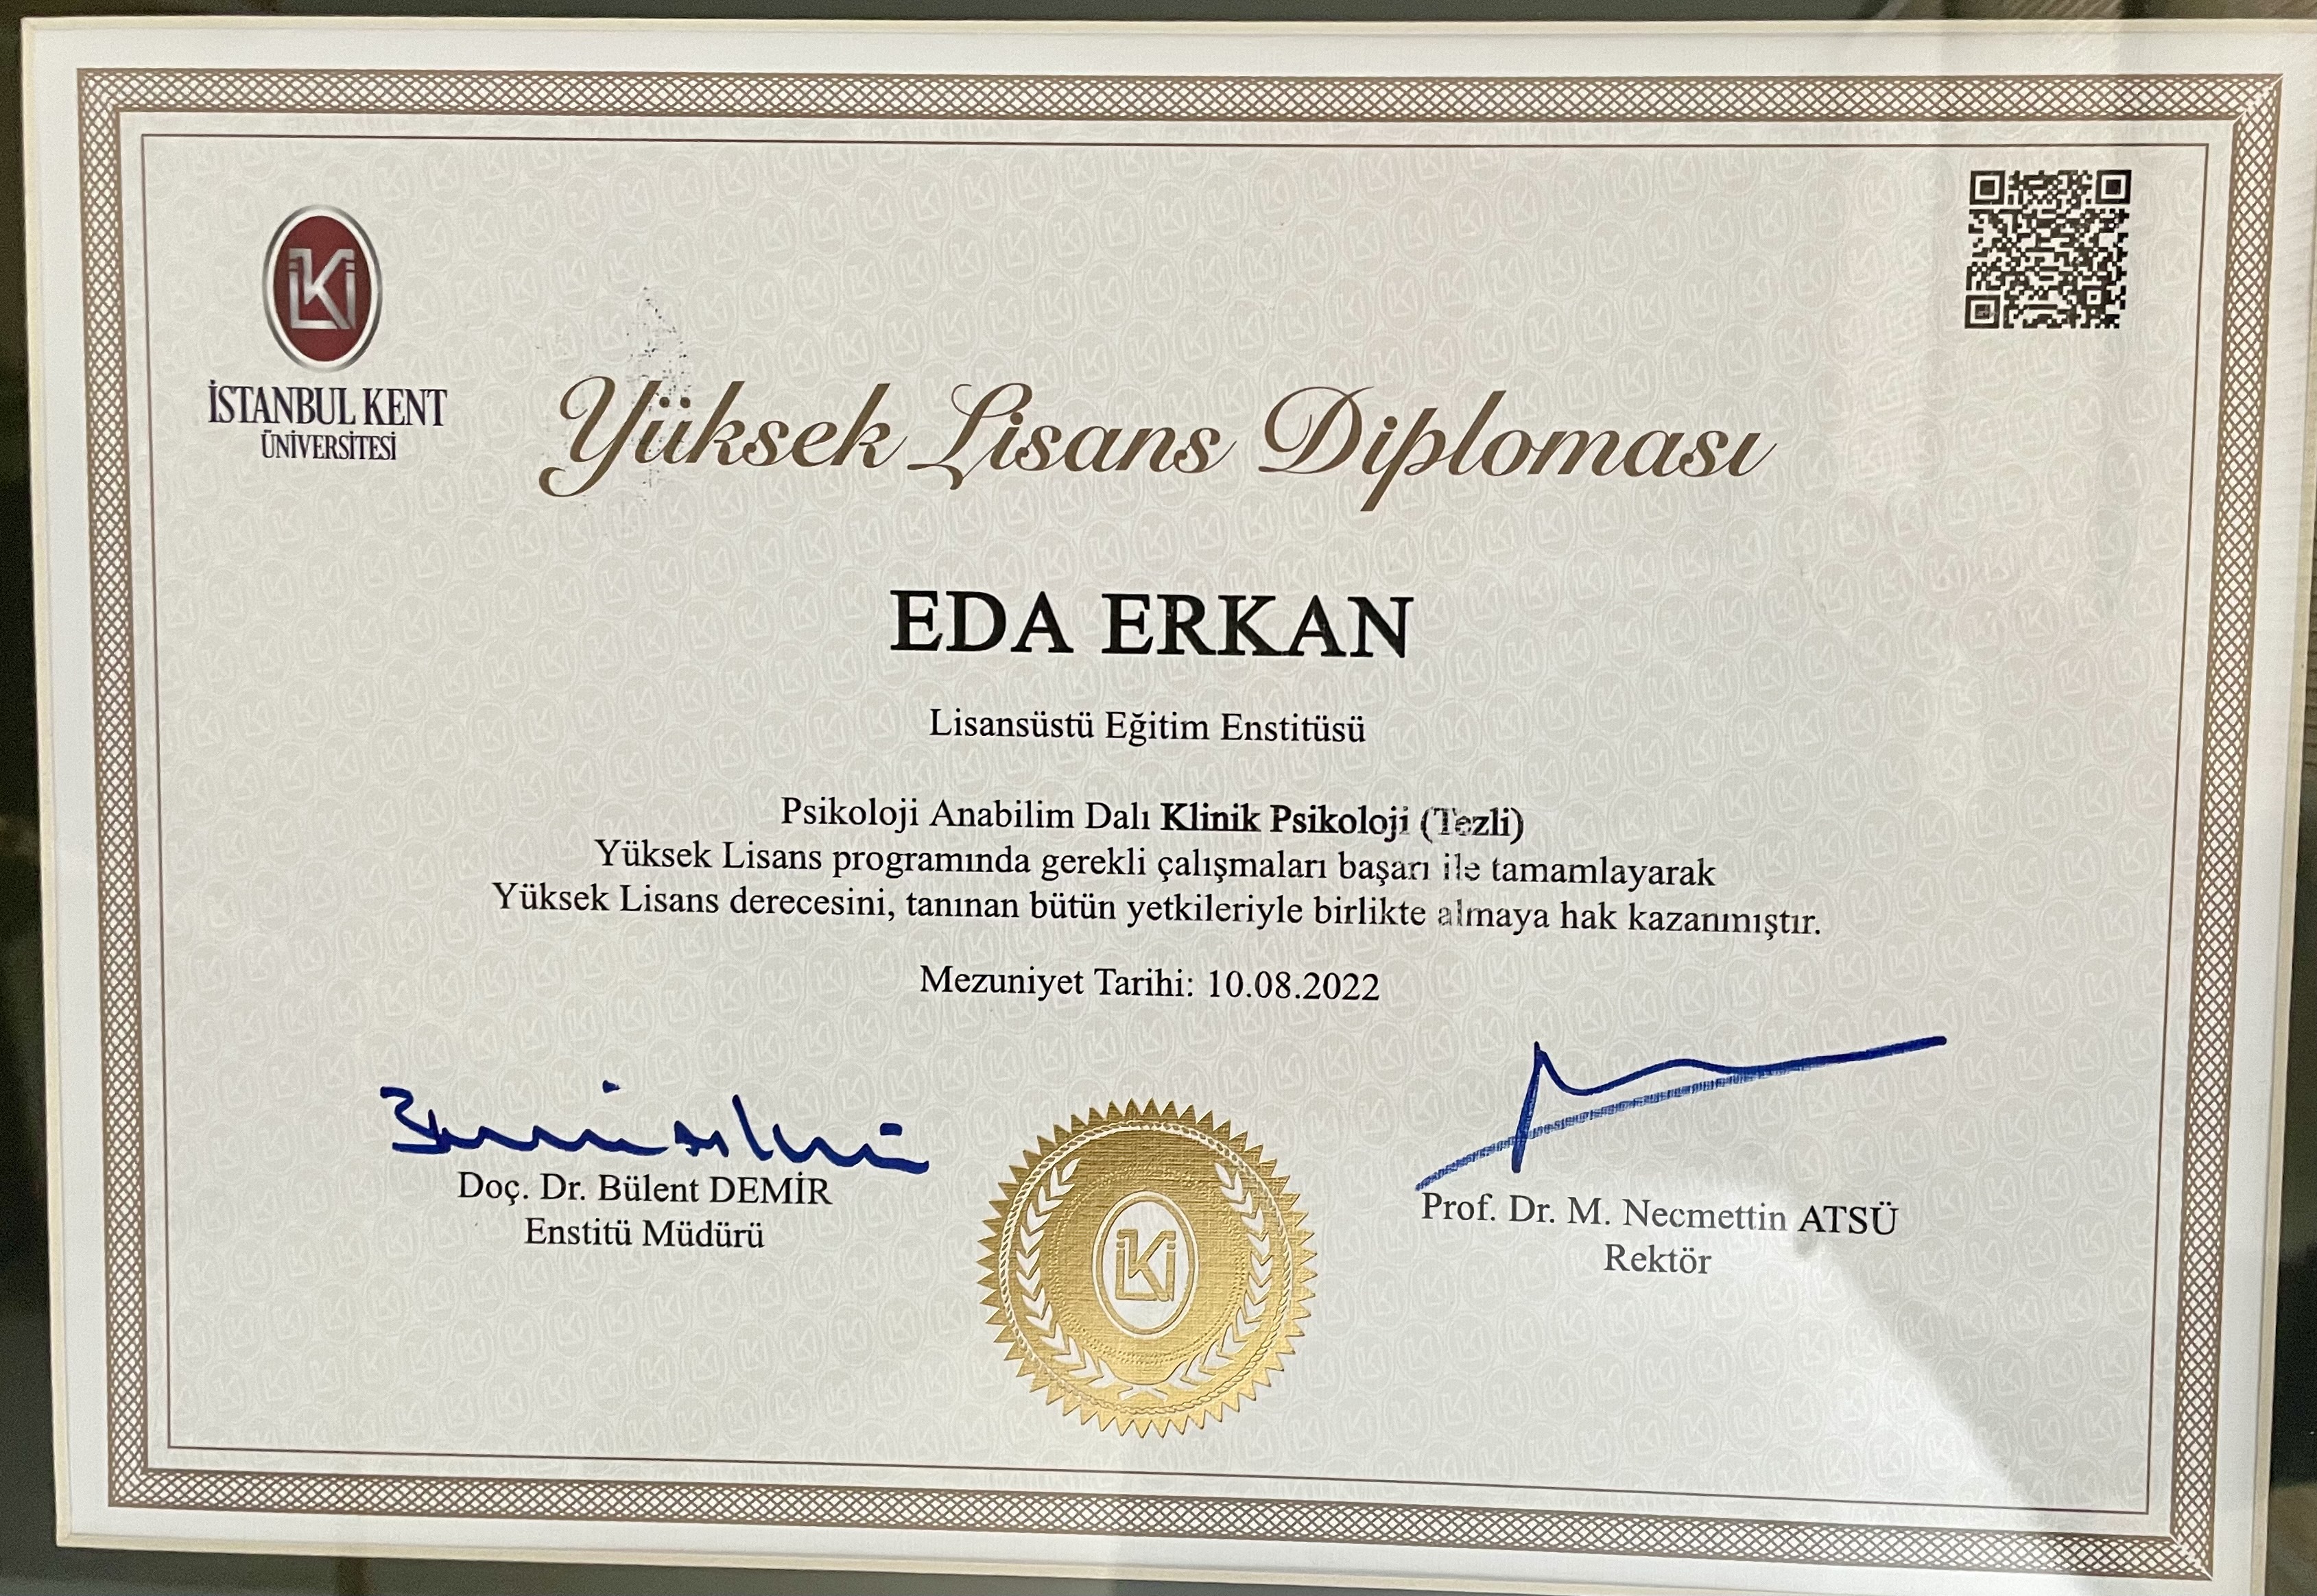 İSTANBUL KENT
ÜNİVERSİTESİ
Yüksek Lisans Diploması
EDA ERKAN
Lisansüstü Eğitim Enstitüsü
Psikoloji Anabilim Dalı Klinik Psikoloji (Tezli)
Yüksek Lisans programında gerekli çalışmaları başarı ile tamamlayarak
Yüksek Lisans derecesini, tanınan bütün yetkileriyle birlikte almaya hak kazanmıştır.
Mezuniyet Tarihi: 10.08.2022
Doç. Dr. Bülent DEMİR
Enstitü Müdürü
Prof. Dr. M. Necmettin ATSÜ
Rektör